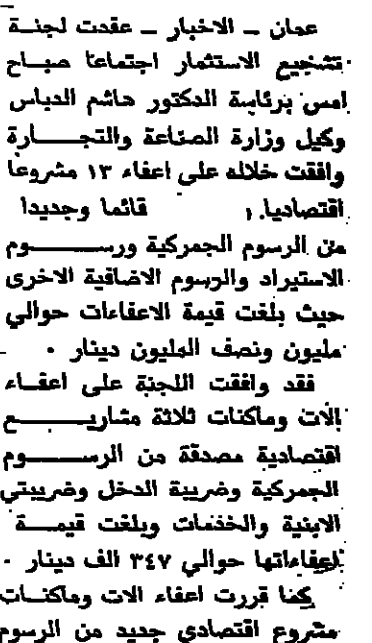 عمان ـ الاخبار ـ عقدت لجنة
تشجيع الاستثمار اجتماعا صباح
امس برئاسة الدكتور هاشم الدباس
وكيل وزارة الصناعة والتجارة
وافقت خلاله على اعفاء ١٣ مشروعا
اقتصاديا، قائما وجديدا
من الرسوم الجمركية ورسوم
الاستيراد والرسوم الاضافية الاخرى
حيث بلغت قيمة الاعفاءات حوالي
مليون ونصف المليون دينار ٠
فقد وافقت اللجنة على اعفاء
الات وماكنات ثلاثة مشاريع
اقتصادية مصدقة من الرسوم
الجمركية وضريبة الدخل وضريبتي
الابنية والخدمات وبلغت قيمة
اعفاءاتها حوالي ٣٤٧ الف دينار ٠
كما قررت اعفاء الات وماكنات
مشروع اقتصادي جديد من الرسوم